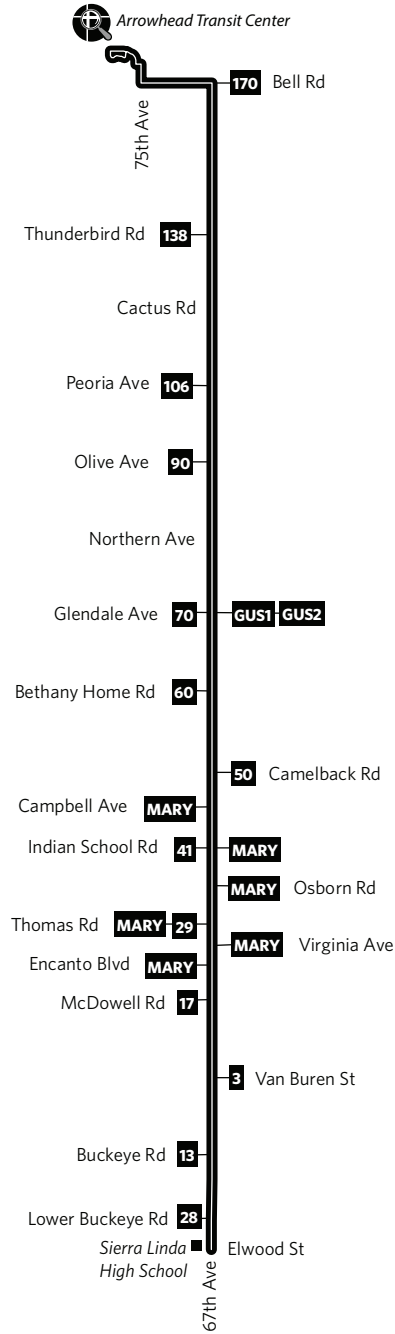 Arrowhead Transit Center
170 Bell Rd
75th Ave
Thunderbird Rd 138
Cactus Rd
Peoria Ave 106
Olive Ave 90
Northern Ave
Glendale Ave 70 GUS1 GUS2
Bethany Home Rd 60
50 Camelback Rd
Campbell Ave MARY
Indian School Rd 41 MARY
MARY Osborn Rd
Thomas Rd MARY 29
MARY Virginia Ave
Encanto Blvd MARY
McDowell Rd 17
3 Van Buren St
Buckeye Rd 13
Lower Buckeye Rd 28
Sierra Linda
High School
Elwood St
67th Ave